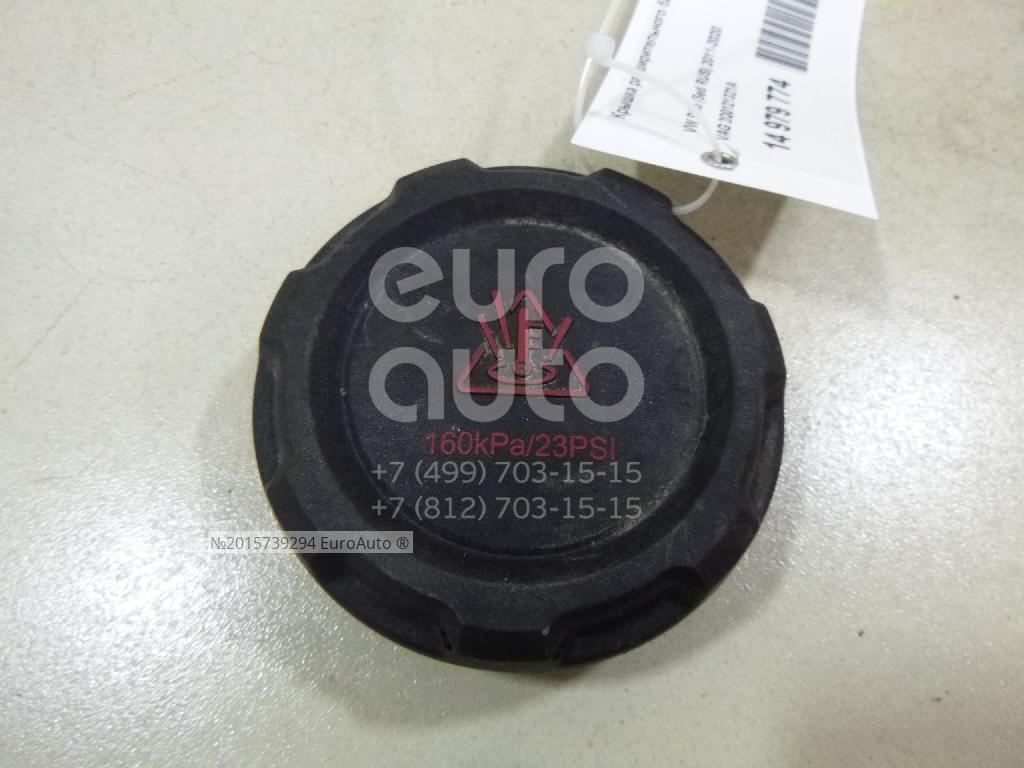 Крышка
VAG 2Q0121321A
14 979 774
euro
auto
160kPa/23PSI
+7 (499) 703-15-15
+7 (812) 703-15-15
№2015739294 EuroAuto ®